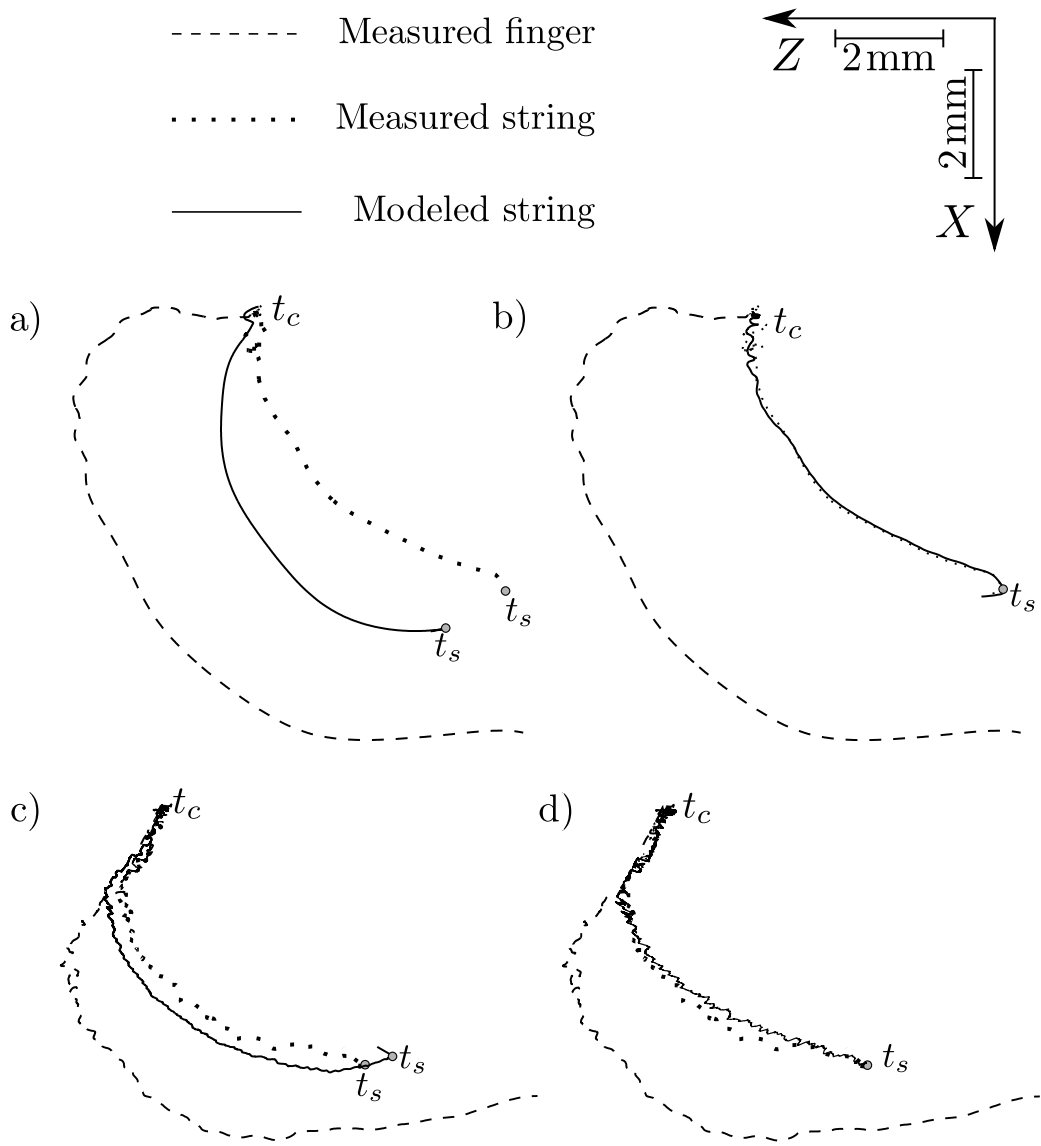 Measured finger
Measured string
Modeled string
Z
2 mm
2 mm
X
a)
t_c
b)
t_c
t_s
t_s
t_s
c)
t_c
d)
t_c
t_s
t_s
t_s